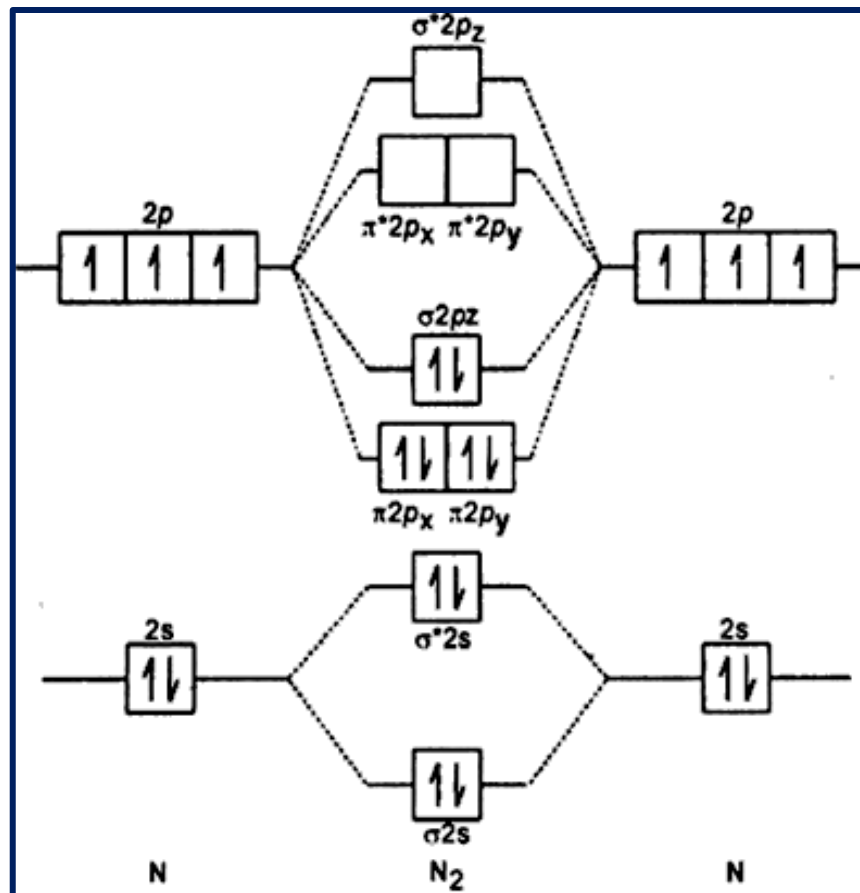 σ*2pz
2p
π*2px π*2py
2p
↿ ↿ ↿
↿ ↿ ↿
σ2pz
↿⇂
↿⇂ ↿⇂
π2px π2py
↿⇂
σ*2s
2s
2s
↿⇂
↿⇂
↿⇂
σ2s
N N2 N